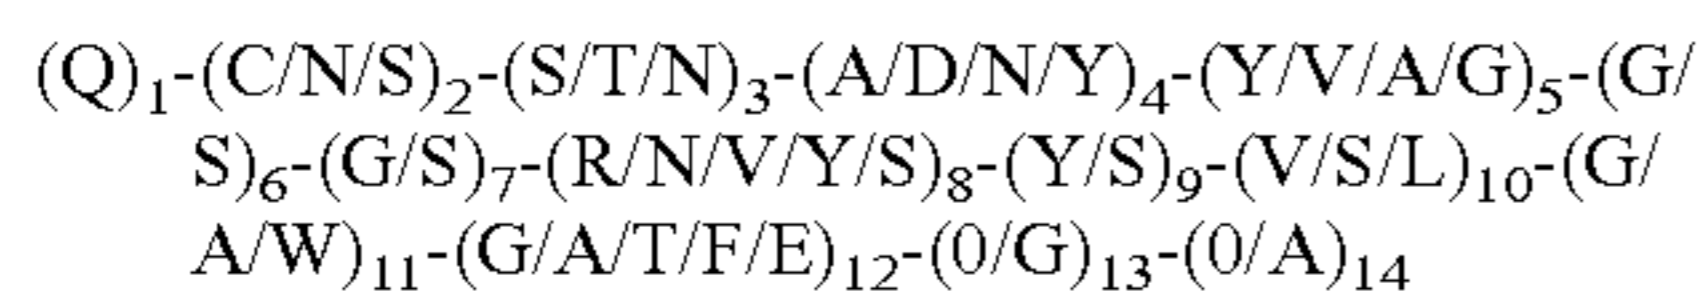 (Q)₁-(C/N/S)₂-(S/T/N)₃-(A/D/N/Y)₄-(Y/V/A/G)₅-(G/
S)₆-(G/S)₇-(R/N/V/Y/S)₈-(Y/S)₉-(V/S/L)₁₀-(G/
A/W)₁₁-(G/A/T/F/E)₁₂-(0/G)₁₃-(0/A)₁₄